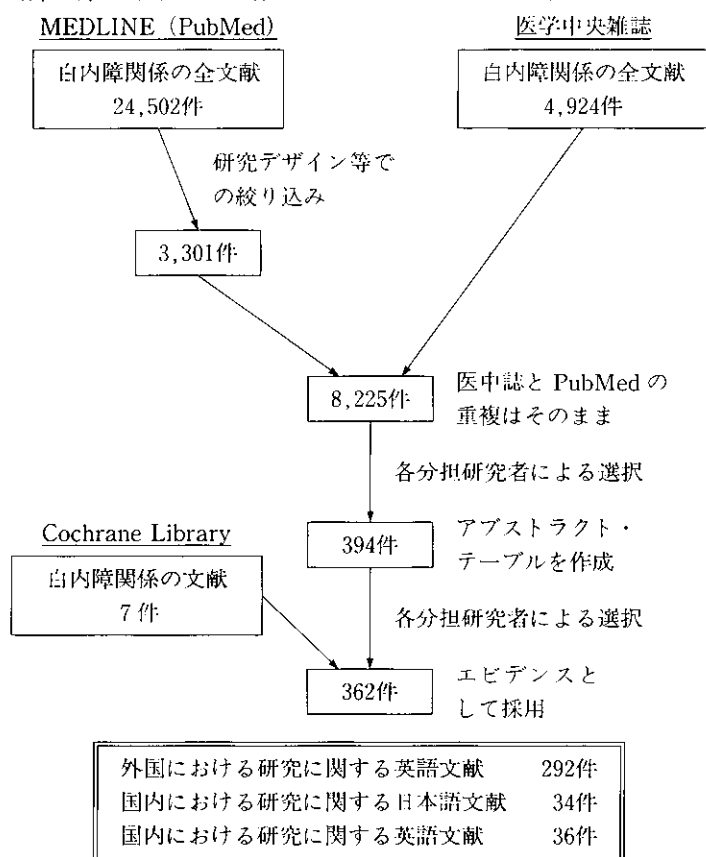 MEDLINE (PubMed)
医学中央雑誌
白内障関係の全文献
24,502件
白内障関係の全文献
4,924件
研究デザイン等で
の絞り込み
3,301件
8,225件
医中誌と PubMed の
重複はそのまま
各分担研究者による選択
394件
アブストラクト・
テーブルを作成
Cochrane Library
白内障関係の文献
7件
各分担研究者による選択
362件
エビデンスと
して採用
外国における研究に関する英語文献 292件
国内における研究に関する日本語文献 34件
国内における研究に関する英語文献 36件